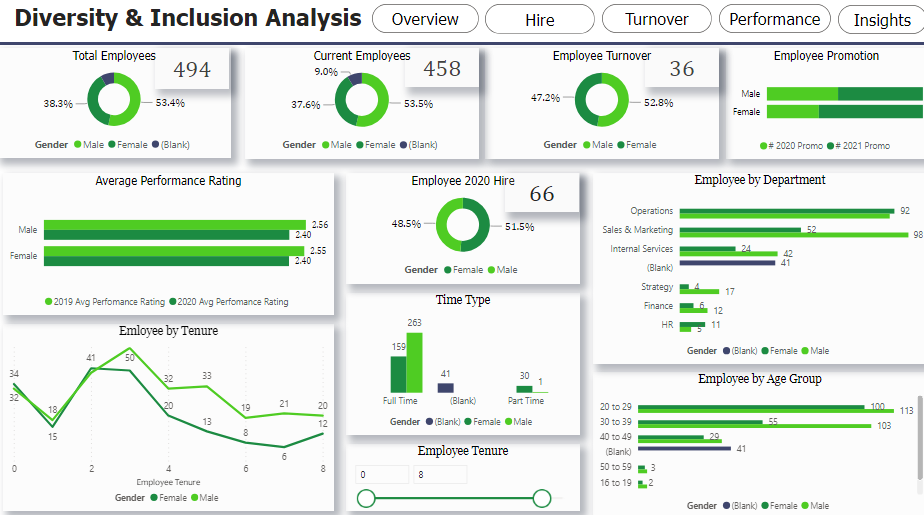 Diversity & Inclusion Analysis
Overview
Hire
Turnover
Performance
Insights
Total Employees
494
38.3%
53.4%
Gender Male Female (Blank)
Current Employees
458
9.0%
37.6%
53.5%
Gender Male Female (Blank)
Employee Turnover
36
47.2%
52.8%
Gender Male Female
Employee Promotion
Male
Female
# 2020 Promo # 2021 Promo
Average Performance Rating
Male
2.56
2.40
Female
2.55
2.40
2019 Avg Perfomance Rating 2020 Avg Perfomance Rating
Employee 2020 Hire
66
48.5%
51.5%
Gender Female Male
Employee by Department
Operations
92
Sales & Marketing
52
98
Internal Services
24
42
(Blank)
41
Strategy
4
17
Finance
6
12
HR
11
5
Gender (Blank) Female Male
Emloyee by Tenure
34
32
18
15
41
50
32
20
33
13
19
8
21
6
20
12
0 2 4 6 8
Employee Tenure
Gender Female Male
Time Type
263
159
41
30
1
Full Time (Blank) Part Time
Gender (Blank) Female Male
Employee Tenure
0 8
Employee by Age Group
20 to 29
100
113
30 to 39
55
103
40 to 49
29
(Blank)
41
50 to 59
3
16 to 19
2
Gender (Blank) Female Male